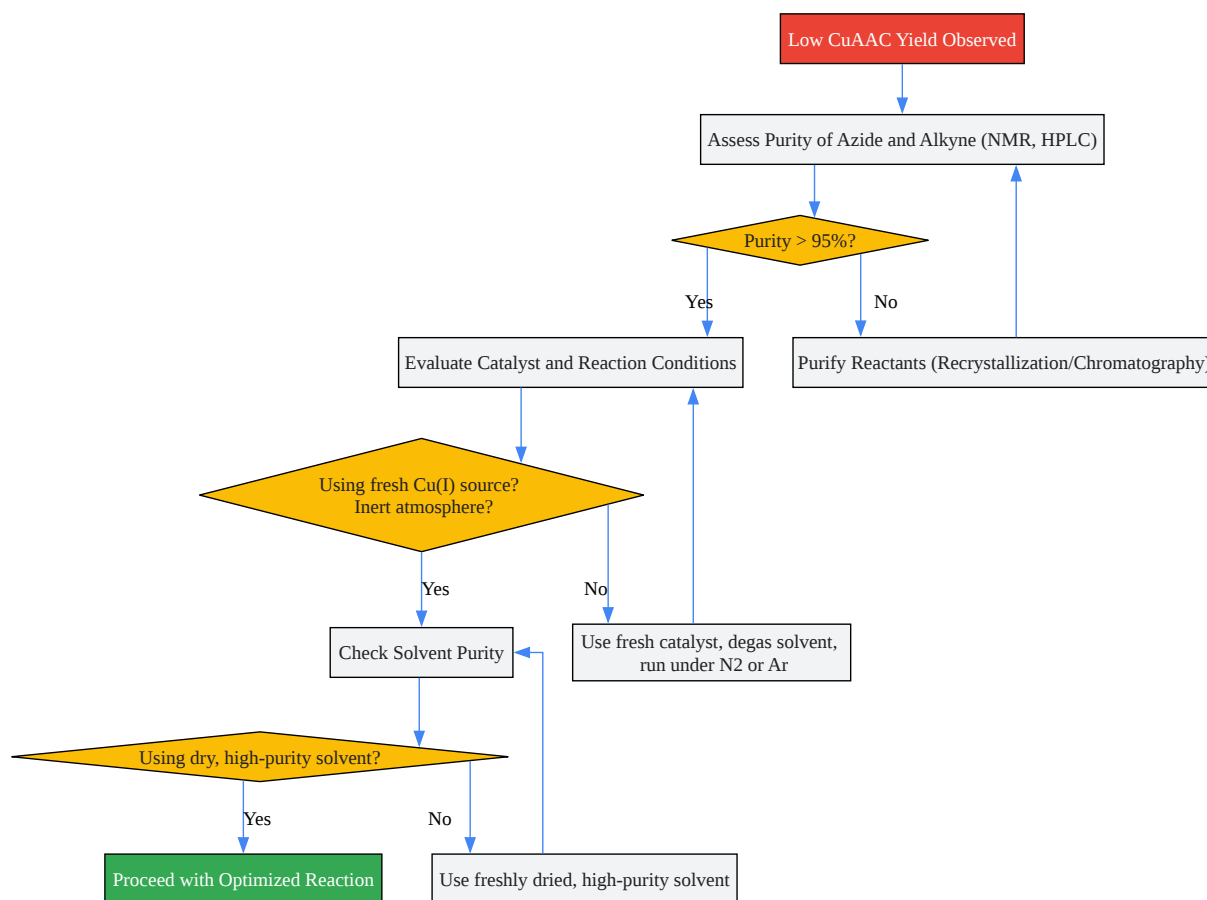 Low CuAAC Yield Observed
Assess Purity of Azide and Alkyne (NMR, HPLC)
Purity > 95%?
Yes
No
Evaluate Catalyst and Reaction Conditions
Purify Reactants (Recrystallization/Chromatography)
Using fresh Cu(I) source?
Inert atmosphere?
Yes
No
Check Solvent Purity
Use fresh catalyst, degas solvent,
run under N2 or Ar
Using dry, high-purity solvent?
Yes
No
Proceed with Optimized Reaction
Use freshly dried, high-purity solvent